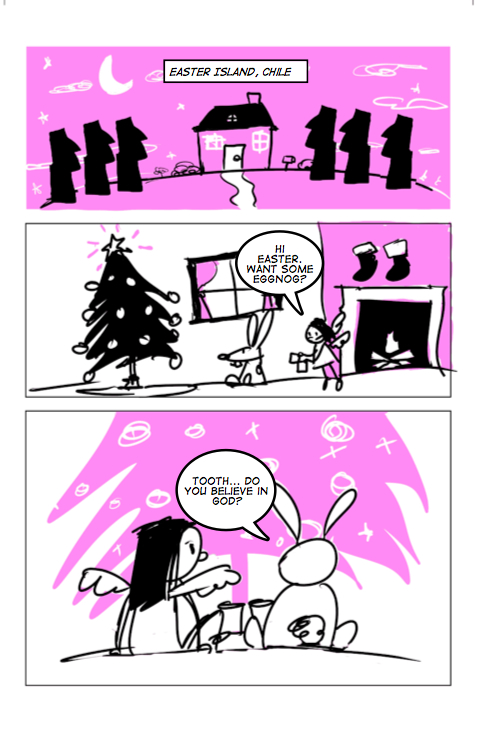 EASTER ISLAND, CHILE
HI
EASTER.
WANT SOME
EGGNOG?
TOOTH... DO
YOU BELIEVE IN
GOD?